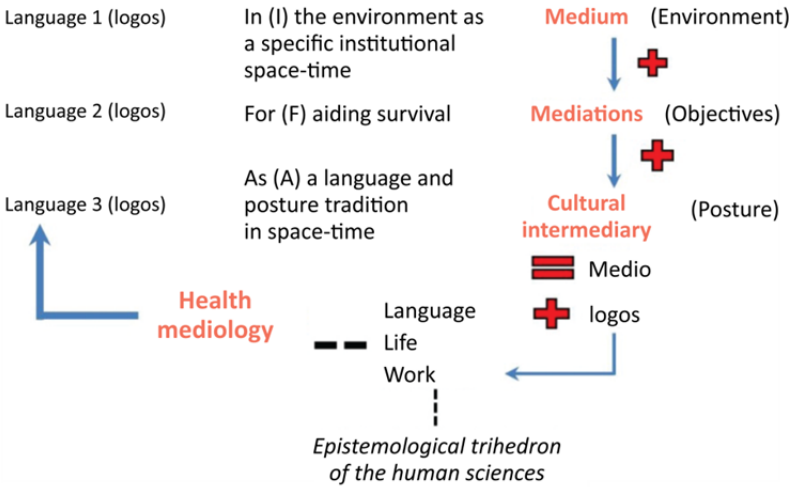 Language 1 (logos)
In (I) the environment as
a specific institutional
space-time
Medium (Environment)
Language 2 (logos)
For (F) aiding survival
Mediations (Objectives)
Language 3 (logos)
As (A) a language and
posture tradition
in space-time
Cultural
intermediary
(Posture)
Medio
logos
Health
mediology
Language
Life
Work
Epistemological trihedron
of the human sciences